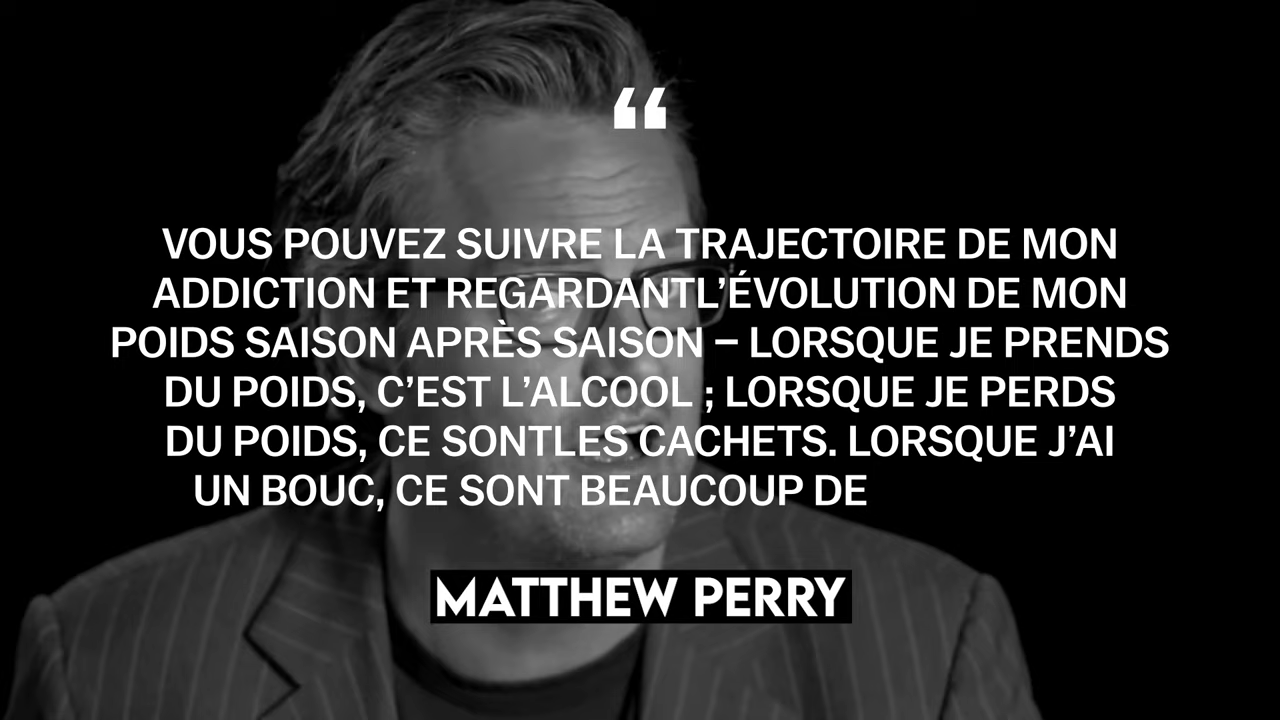 “
VOUS POUVEZ SUIVRE LA TRAJECTOIRE DE MON
ADDICTION ET REGARDANTL’ÉVOLUTION DE MON
POIDS SAISON APRÈS SAISON – LORSQUE JE PRENDS
DU POIDS, C’EST L’ALCOOL ; LORSQUE JE PERDS
DU POIDS, CE SONTLES CACHETS. LORSQUE J’AI
UN BOUC, CE SONT BEAUCOUP DE
MATTHEW PERRY